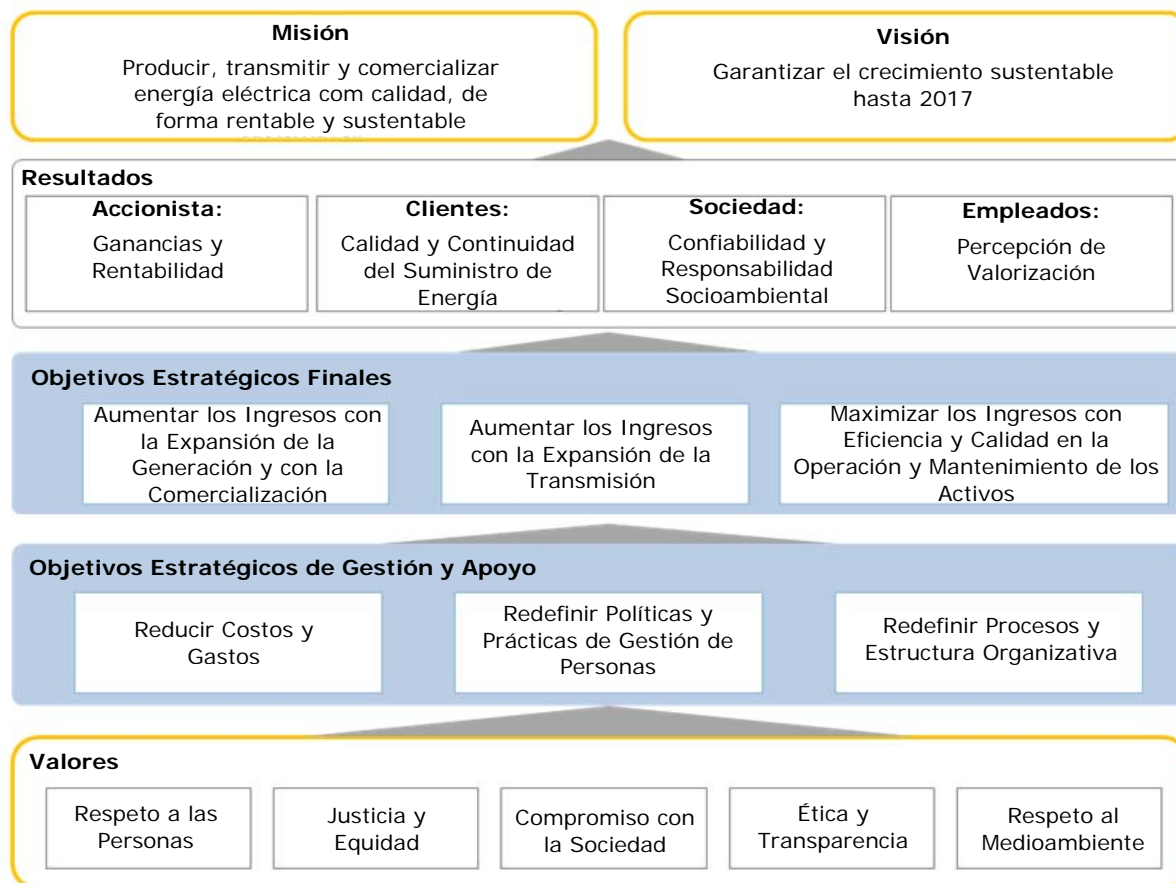 Misión
Producir, transmitir y comercializar
energía eléctrica com calidad, de
forma rentable y sustentable
Visión
Garantizar el crecimiento sustentable
hasta 2017
Resultados
Accionista:
Ganancias y
Rentabilidad
Clientes:
Calidad y Continuidad
del Suministro de
Energía
Sociedad:
Confiabilidad y
Responsabilidad
Socioambiental
Empleados:
Percepción de
Valorización
Objetivos Estratégicos Finales
Aumentar los Ingresos con
la Expansión de la
Generación y con la
Comercialización
Aumentar los Ingresos
con la Expansión de la
Transmisión
Maximizar los Ingresos con
Eficiencia y Calidad en la
Operación y Mantenimiento de los
Activos
Objetivos Estratégicos de Gestión y Apoyo
Reducir Costos y
Gastos
Redefinir Políticas y
Prácticas de Gestión de
Personas
Redefinir Procesos y
Estructura Organizativa
Valores
Respeto a las
Personas
Justicia y
Equidad
Compromiso con
la Sociedad
Ética y
Transparencia
Respeto al
Medioambiente